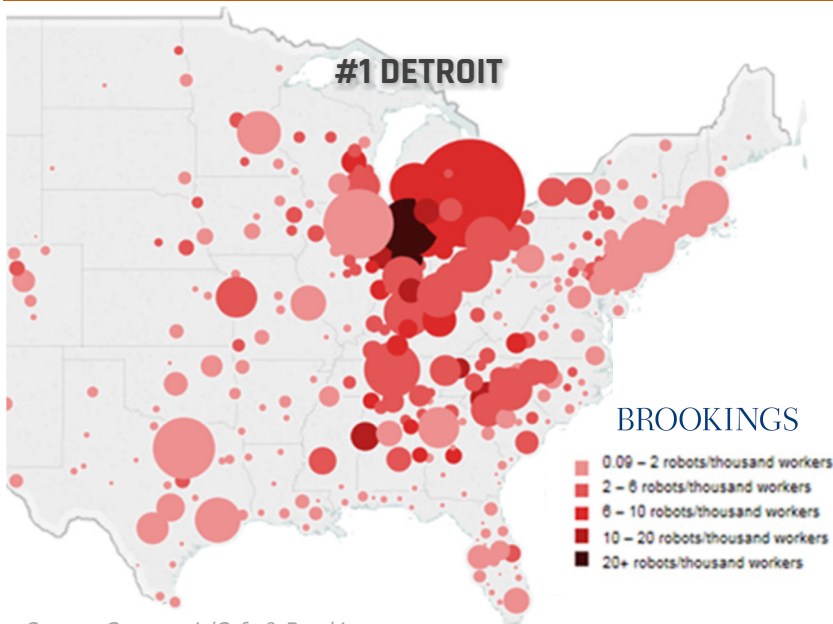 #1 DETROIT
BROOKINGS
0.09 – 2 robots/thousand workers
2 – 6 robots/thousand workers
6 – 10 robots/thousand workers
10 – 20 robots/thousand workers
20+ robots/thousand workers